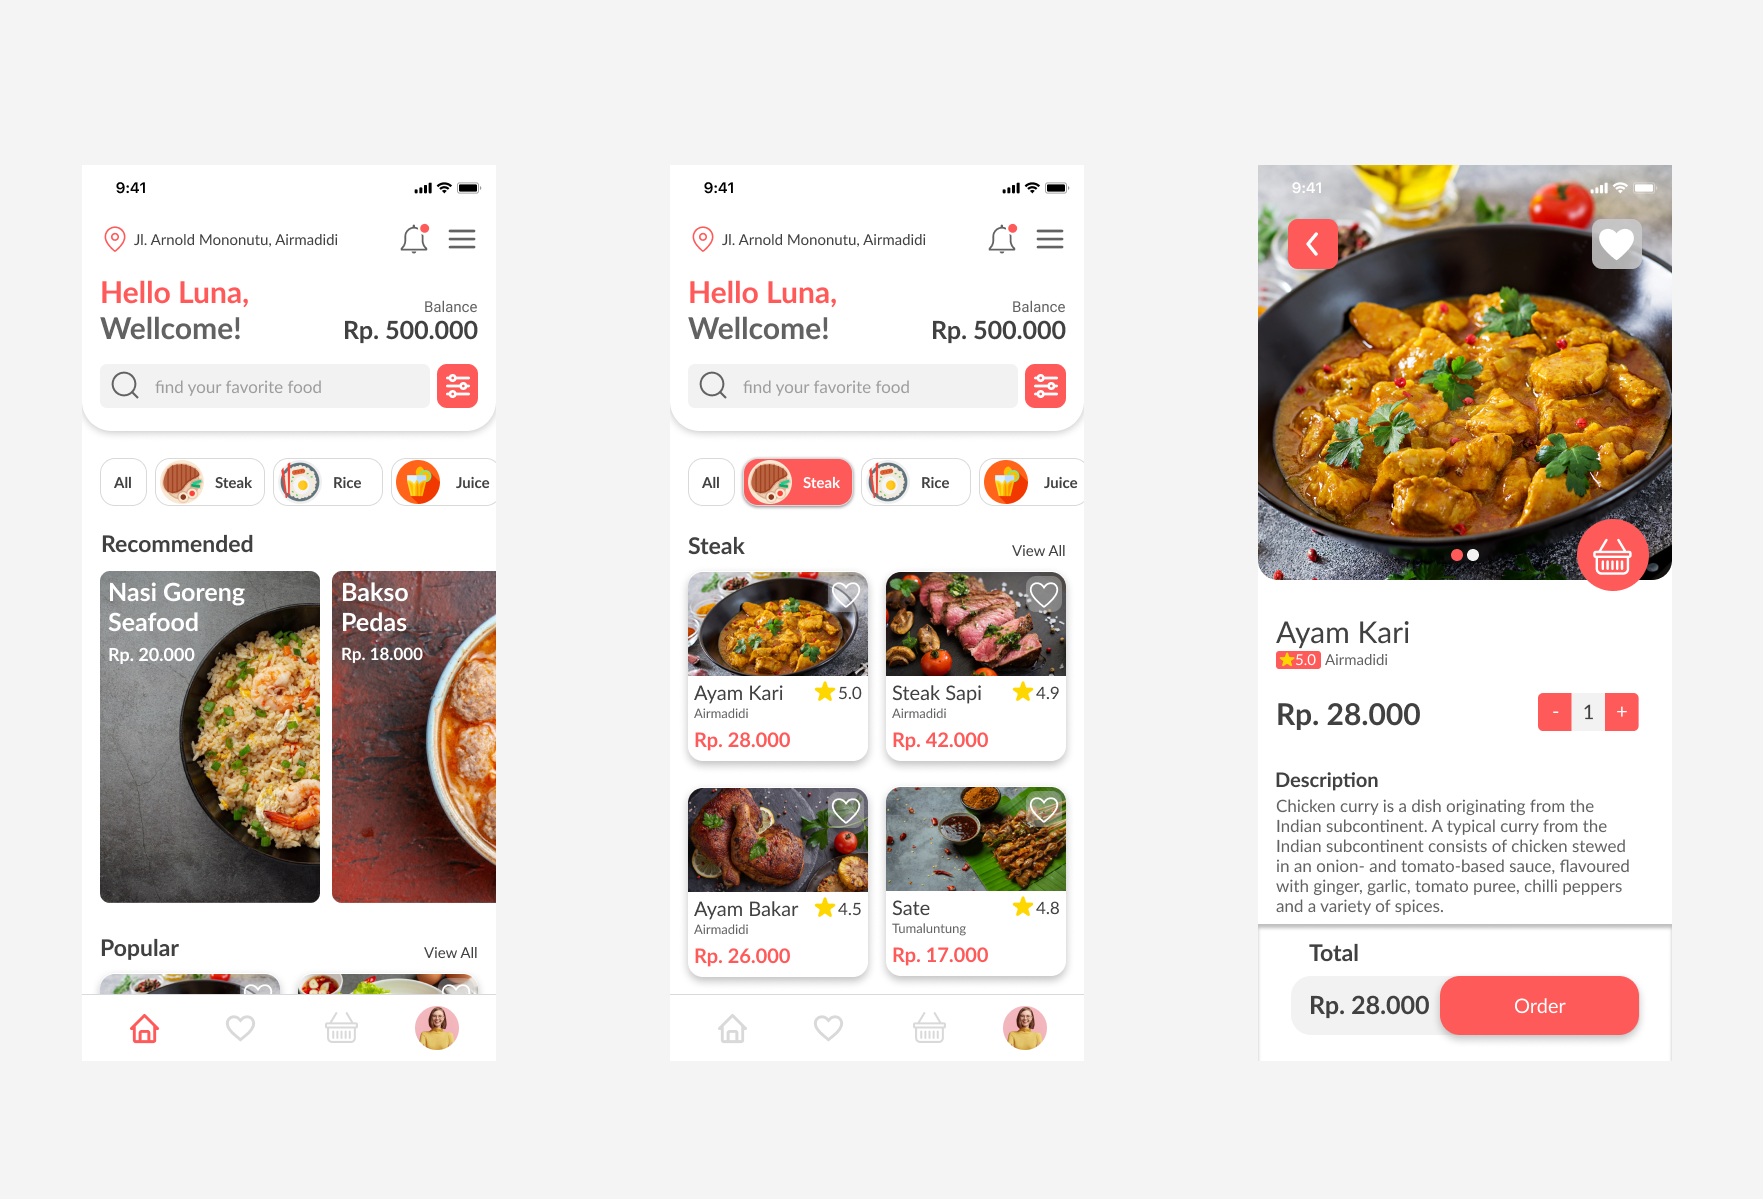 9:41
Jl. Arnold Mononutu, Airmadidi
Hello Luna,
Wellcome!
Balance
Rp. 500.000
find your favorite food
All
Steak
Rice
Juice
Recommended
Nasi Goreng
Seafood
Rp. 20.000
Bakso
Pedas
Rp. 18.000
Popular
View All
9:41
Jl. Arnold Mononutu, Airmadidi
Hello Luna,
Wellcome!
Balance
Rp. 500.000
find your favorite food
All
Steak
Rice
Juice
Steak
View All
Ayam Kari
5.0
Airmadidi
Rp. 28.000
Steak Sapi
4.9
Airmadidi
Rp. 42.000
Ayam Bakar
4.5
Airmadidi
Rp. 26.000
Sate
4.8
Tumaluntung
Rp. 17.000
9:41
Ayam Kari
5.0 Airmadidi
Rp. 28.000
- 1 +
Description
Chicken curry is a dish originating from the
Indian subcontinent. A typical curry from the
Indian subcontinent consists of chicken stewed
in an onion- and tomato-based sauce, flavoured
with ginger, garlic, tomato puree, chilli peppers
and a variety of spices.
Total
Rp. 28.000
Order